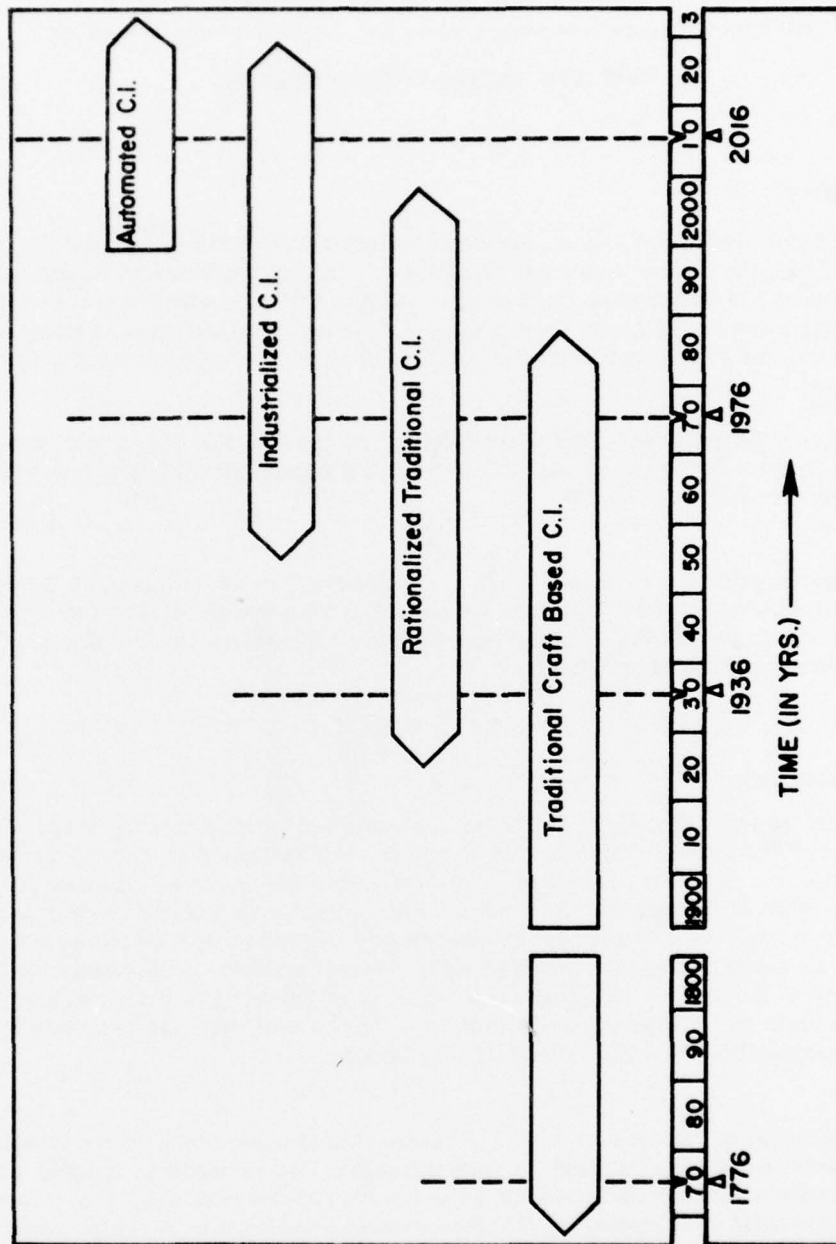 Automated C.I.
Industrialized C.I.
Rationalized Traditional C.I.
Traditional Craft Based C.I.
70 80 90 1800 1900 10 20 30 40 50 60 70 80 90 2000 10 20 3
1776 1936 1976 2016
TIME (IN YRS.)